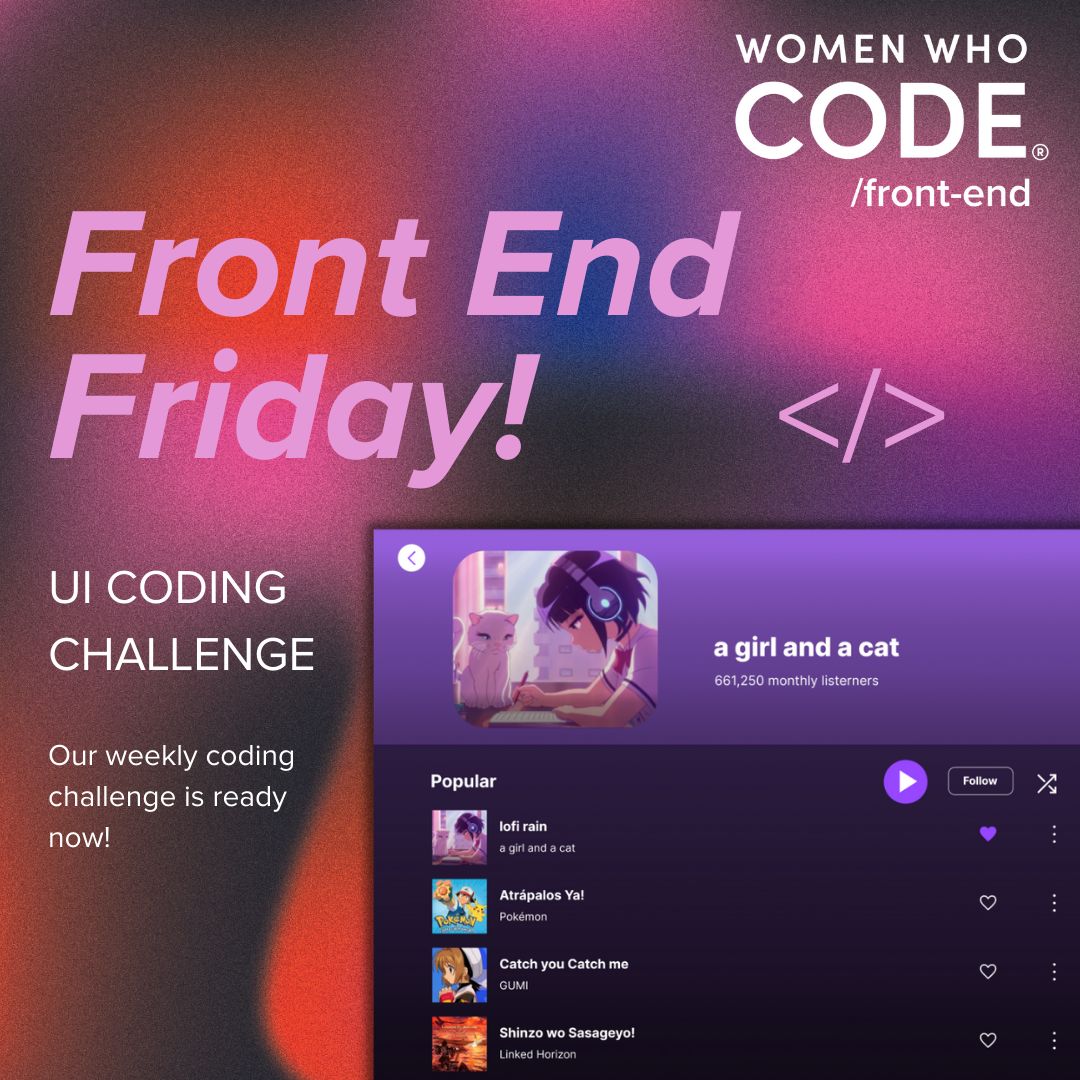 WOMEN WHO
CODE®
/front-end
Front End
Friday!
</>
UI CODING
CHALLENGE
Our weekly coding
challenge is ready
now!
a girl and a cat
661,250 monthly listerners
Popular
Follow
lofi rain
a girl and a cat
POKÉMON
Atrápalos Ya!
Pokémon
Catch you Catch me
GUMI
Shinzo wo Sasageyo!
Linked Horizon